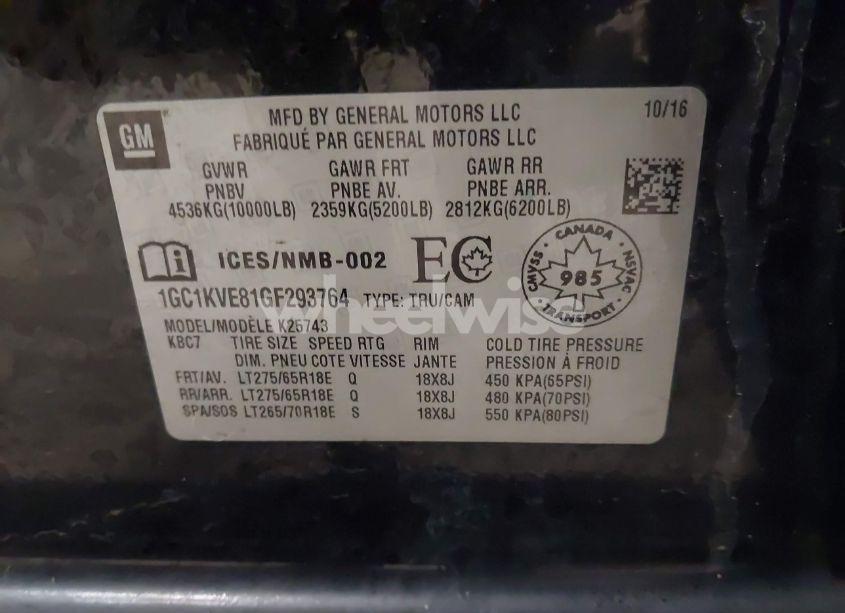 GM
MFD BY GENERAL MOTORS LLC 10/16
FABRIQUÉ PAR GENERAL MOTORS LLC
GVWR GAWR FRT GAWR RR
PNBV PNBE AV. PNBE ARR.
4536KG(10000LB) 2359KG(5200LB) 2812KG(6200LB)
ICES/NMB-002 FC
CANADA
CMVSS 985 NSVAC
TRANSPORT
1GC1KVE81GF293764 TYPE: TRU/CAM
wheelwise
MODEL/MODÈLE K25743
KBC7 TIRE SIZE SPEED RTG RIM COLD TIRE PRESSURE
DIM. PNEU COTE VITESSE JANTE PRESSION À FROID
FRT/AV. LT275/65R18E Q 18X8J 450 KPA(65PSI)
RR/ARR. LT275/65R18E Q 18X8J 480 KPA(70PSI)
SPA/SOS LT265/70R18E S 18X8J 550 KPA(80PSI)